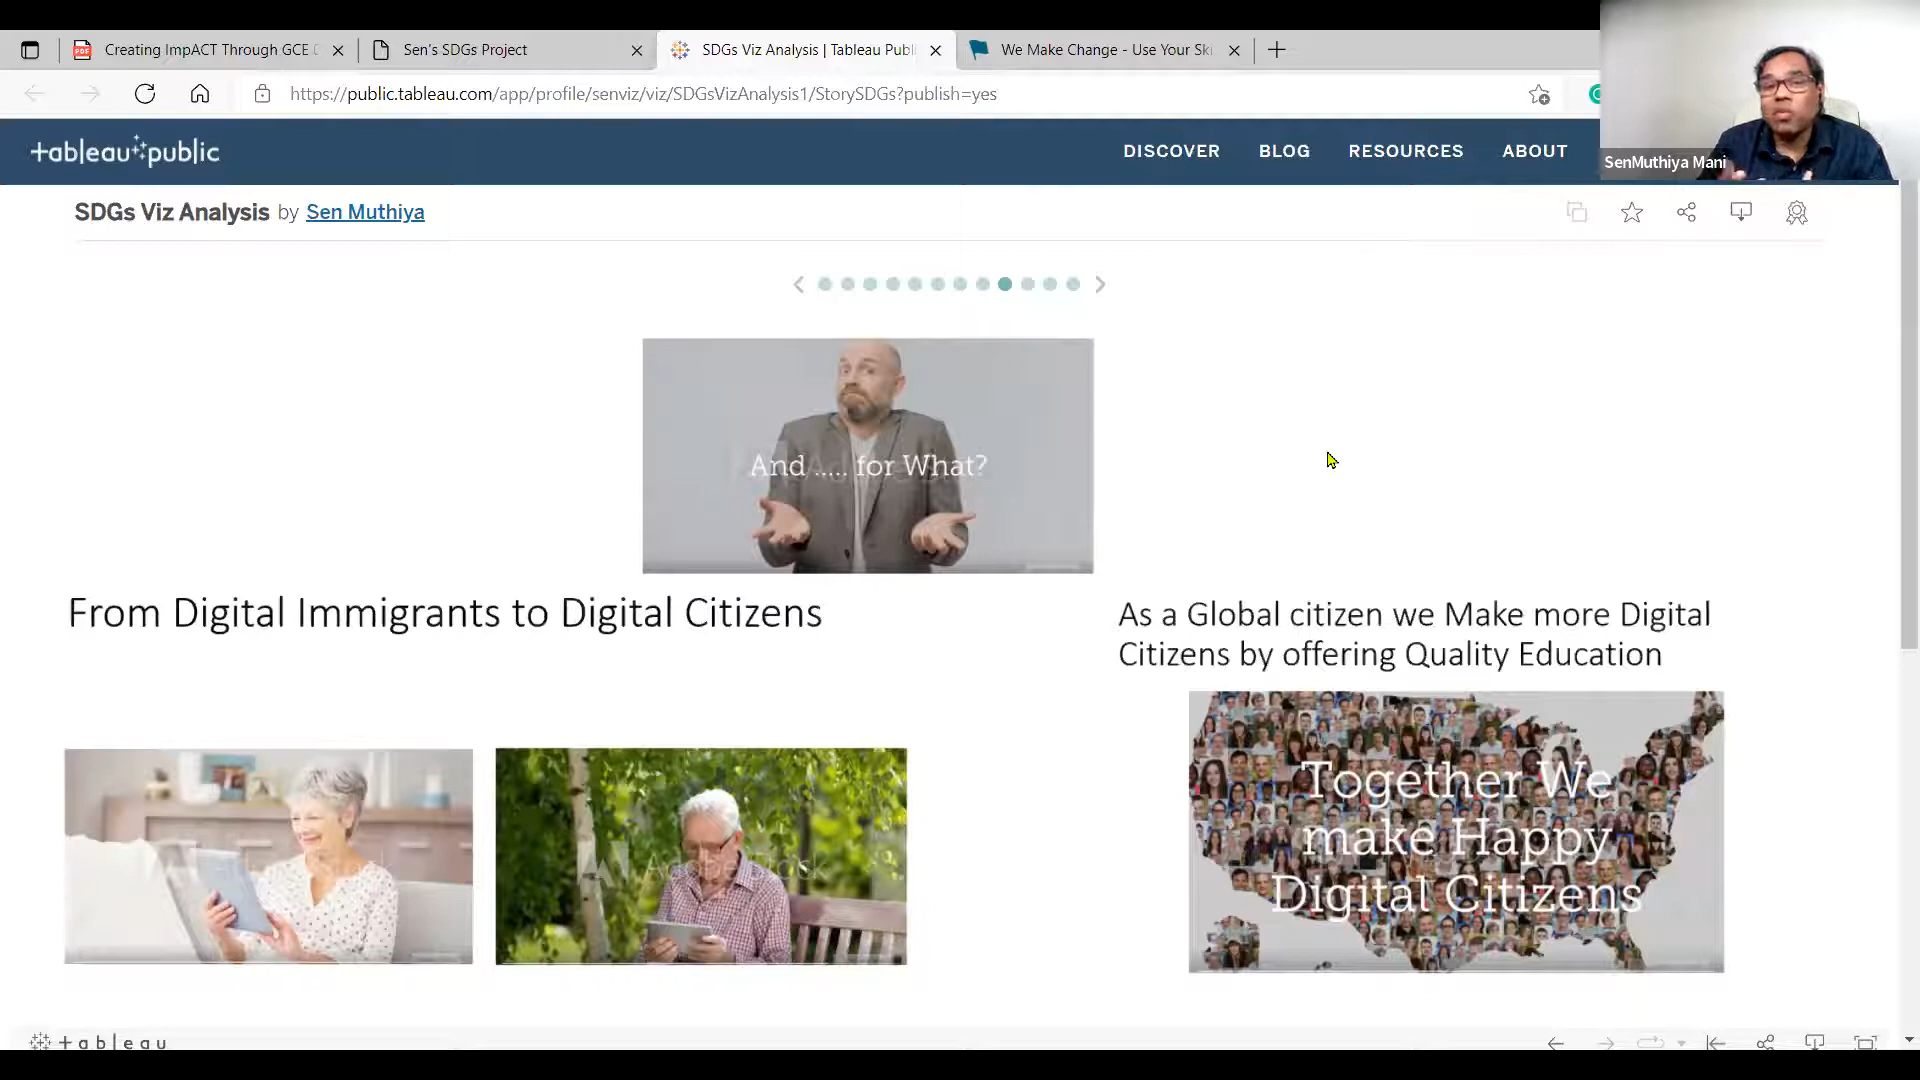 Creating ImpACT Through GCE
Sen's SDGs Project
SDGs Viz Analysis | Tableau Publ
We Make Change - Use Your Sk
https://public.tableau.com/app/profile/senviz/viz/SDGsVizAnalysis1/StorySDGs?publish=yes
+ableau public
DISCOVER
BLOG
RESOURCES
ABOUT
SenMuthiya Mani
SDGs Viz Analysis by Sen Muthiya
And ..... for What?
From Digital Immigrants to Digital Citizens
As a Global citizen we Make more Digital
Citizens by offering Quality Education
Together We
make Happy
Digital Citizens
Adobe Stock
+ a b l e a u